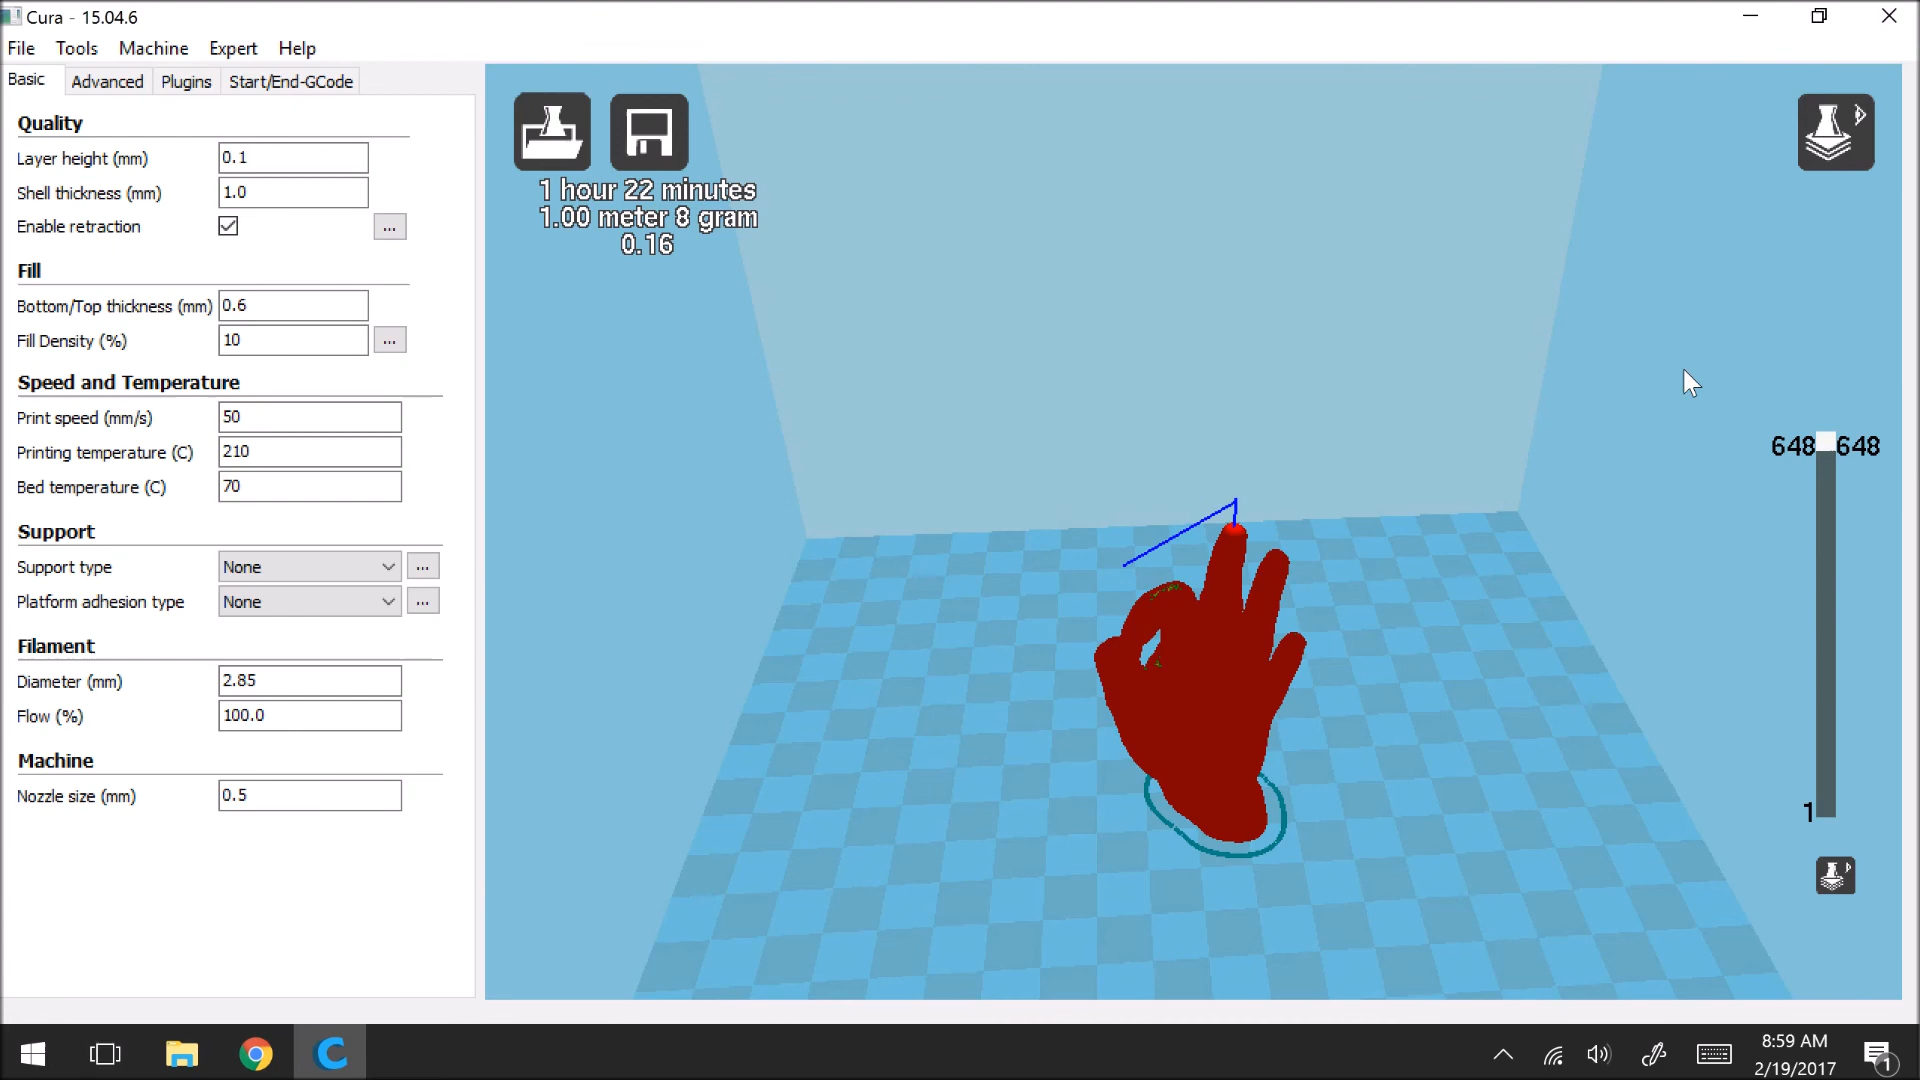 Cura - 15.04.6
File Tools Machine Expert Help
Basic Advanced Plugins Start/End-GCode
Quality
Layer height (mm) 0.1
Shell thickness (mm) 1.0
Enable retraction ...
Fill
Bottom/Top thickness (mm) 0.6
Fill Density (%) 10 ...
Speed and Temperature
Print speed (mm/s) 50
Printing temperature (C) 210
Bed temperature (C) 70
Support
Support type None ...
Platform adhesion type None ...
Filament
Diameter (mm) 2.85
Flow (%) 100.0
Machine
Nozzle size (mm) 0.5
1 hour 22 minutes
1.00 meter 8 gram
0.16
648 648
1
8:59 AM
2/19/2017
1